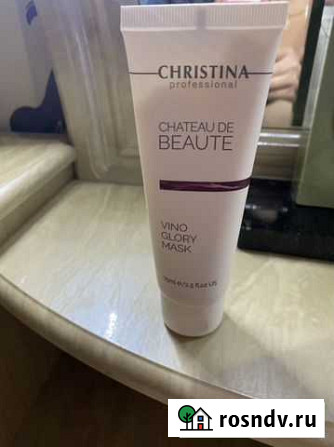 CHRISTINA
professional
CHATEAU DE
BEAUTE
VINO
GLORY
MASK
rosndv.ru